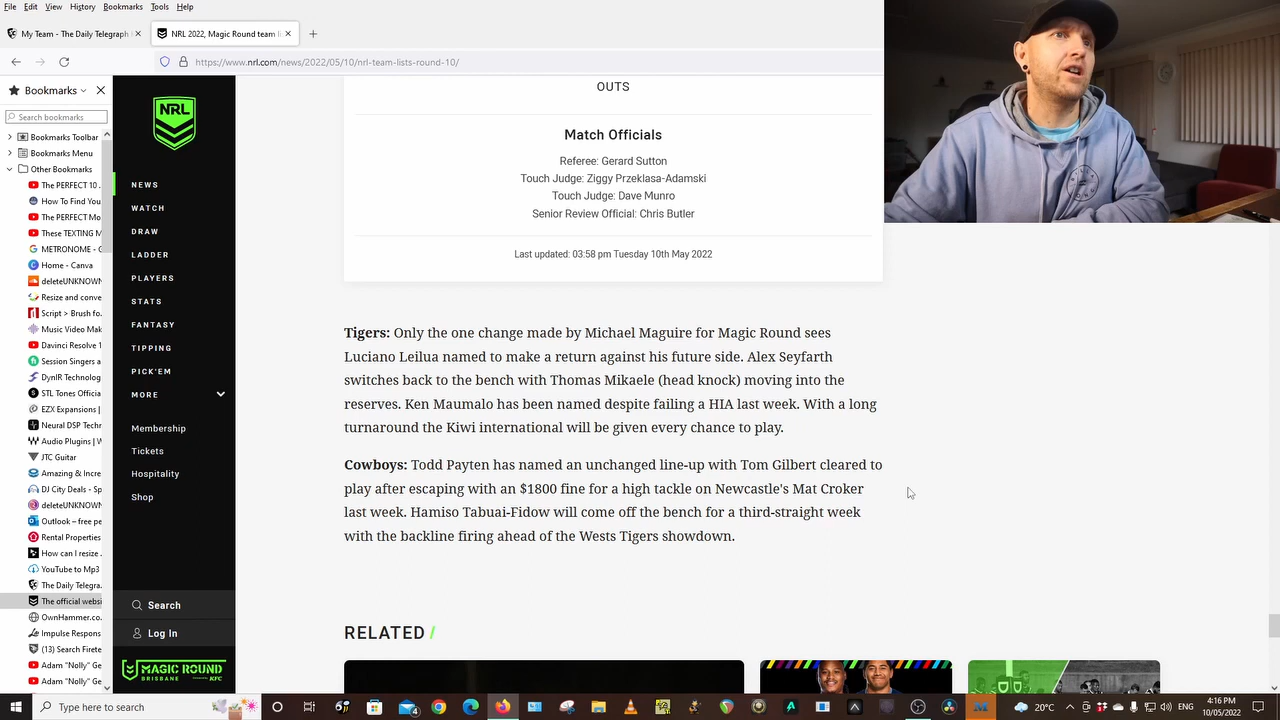 File Edit View History Bookmarks Tools Help
My Team - The Daily Telegraph
NRL 2022, Magic Round team li
https://www.nrl.com/news/2022/05/10/nrl-team-lists-round-10/
Bookmarks
Search bookmarks
Bookmarks Toolbar
Bookmarks Menu
Other Bookmarks
The PERFECT 10 ...
How To Find You
The PERFECT Mo
These TEXTING M
METRONOME - G
Home - Canva
deleteUNKNOWN
Resize and conve
Script > Brush fo...
Music Video Mak
Davinci Resolve 1
Session Singers a
DynIR Technolog
STL Tones Officia
EZX Expansions |
Neural DSP Techn
Audio Plugins | W
JTC Guitar
Amazing & Incre
DJ City Deals - Sp
deleteUNKNOWN
Outlook – free pe
Rental Properties
How can I resize
YouTube to Mp3
The Daily Telegra...
The official websi
OwnHammer.co...
Impulse Respons
(13) Search Firete
Adam "Nolly" Ge
Adam "Nolly" Ge
NRL
NEWS
WATCH
DRAW
LADDER
PLAYERS
STATS
FANTASY
TIPPING
PICK'EM
MORE
Membership
Tickets
Hospitality
Shop
Search
Log In
MAGIC ROUND
BRISBANE
KFC
OUTS
Match Officials
Referee: Gerard Sutton
Touch Judge: Ziggy Przeklasa-Adamski
Touch Judge: Dave Munro
Senior Review Official: Chris Butler
Last updated: 03:58 pm Tuesday 10th May 2022
Tigers: Only the one change made by Michael Maguire for Magic Round sees
Luciano Leilua named to make a return against his future side. Alex Seyfarth
switches back to the bench with Thomas Mikaele (head knock) moving into the
reserves. Ken Maumalo has been named despite failing a HIA last week. With a long
turnaround the Kiwi international will be given every chance to play.
Cowboys: Todd Payten has named an unchanged line-up with Tom Gilbert cleared to
play after escaping with an $1800 fine for a high tackle on Newcastle's Mat Croker
last week. Hamiso Tabuai-Fidow will come off the bench for a third-straight week
with the backline firing ahead of the Wests Tigers showdown.
RELATED /
Type here to search
20°C
4:16 PM
10/05/2022